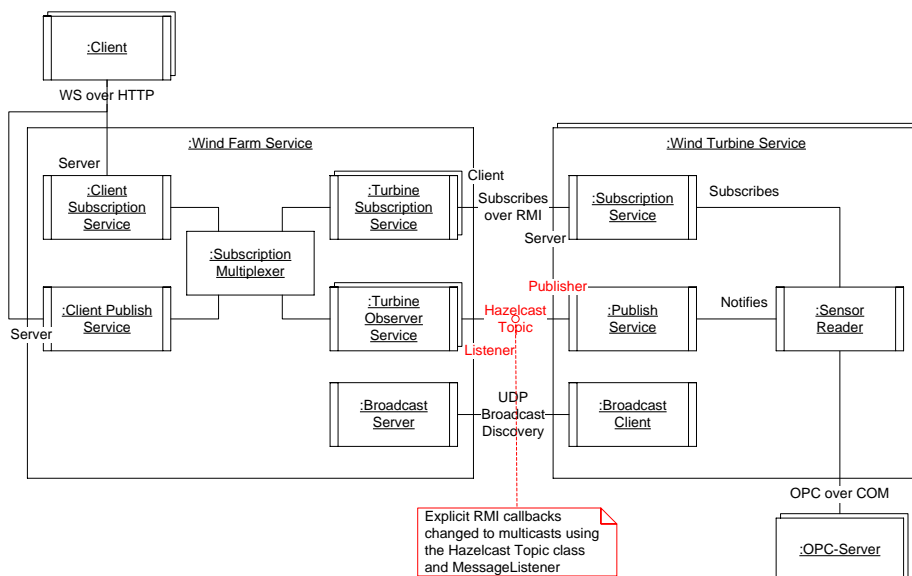 :Client
WS over HTTP
:Wind Farm Service
:Wind Turbine Service
Server
Client
:Client
Subscription
Service
:Turbine
Subscription
Service
Subscribes
over RMI
:Subscription
Service
Subscribes
Server
:Subscription
Multiplexer
Publisher
:Client Publish
Service
Server
:Turbine
Observer
Service
Hazelcast
Topic
Listener
:Publish
Service
Notifies
:Sensor
Reader
:Broadcast
Server
UDP
Broadcast
Discovery
:Broadcast
Client
OPC over COM
Explicit RMI callbacks
changed to multicasts using
the Hazelcast Topic class
and MessageListener
:OPC-Server